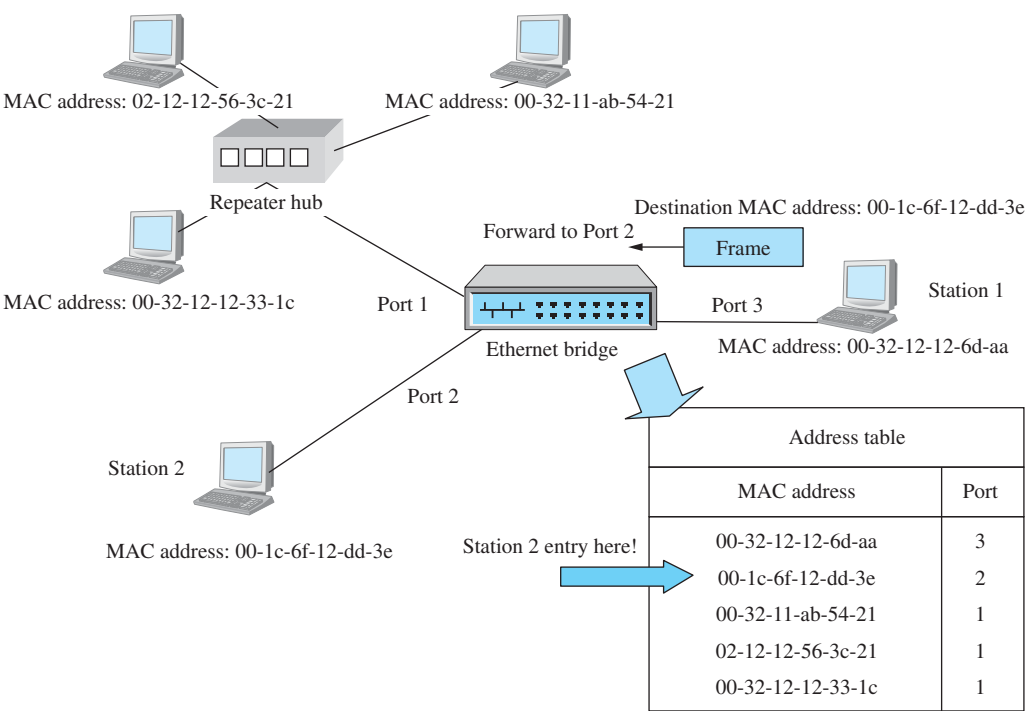 MAC address: 02-12-12-56-3c-21
MAC address: 00-32-11-ab-54-21
Repeater hub
Destination MAC address: 00-1c-6f-12-dd-3e
Forward to Port 2
Frame
MAC address: 00-32-12-12-33-1c
Port 1
Port 3
Station 1
Ethernet bridge
MAC address: 00-32-12-12-6d-aa
Port 2
Station 2
MAC address: 00-1c-6f-12-dd-3e
Station 2 entry here!
Address table
MAC address Port
00-32-12-12-6d-aa 3
00-1c-6f-12-dd-3e 2
00-32-11-ab-54-21 1
02-12-12-56-3c-21 1
00-32-12-12-33-1c 1